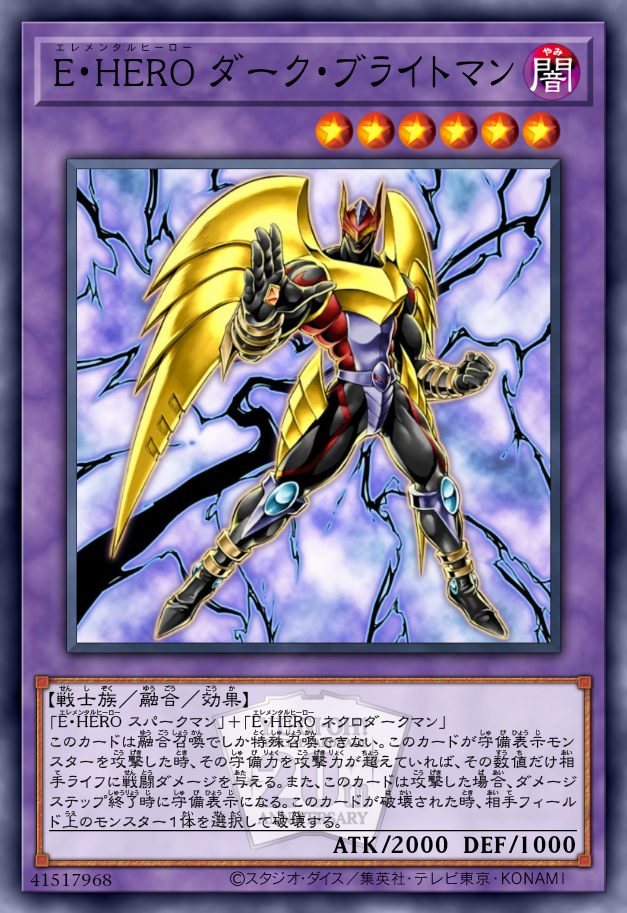 エレメンタルヒーロー
E・HERO ダーク・ブライトマン
やみ
闇
【戦士族／融合／効果】
「E・HERO スパークマン」＋「E・HERO ネクロダークマン」
このカードは融合召喚でしか特殊召喚できない。このカードが守備表示モン
スターを攻撃した時、その守備力を攻撃力が超えていれば、その数値だけ相
手ライフに戦闘ダメージを与える。また、このカードは攻撃した場合、ダメージ
ステップ終了時に守備表示になる。このカードが破壊された時、相手フィール
ド上のモンスター1体を選択して破壊する。
ATK/2000 DEF/1000
41517968
©スタジオ・ダイス／集英社・テレビ東京・KONAMI